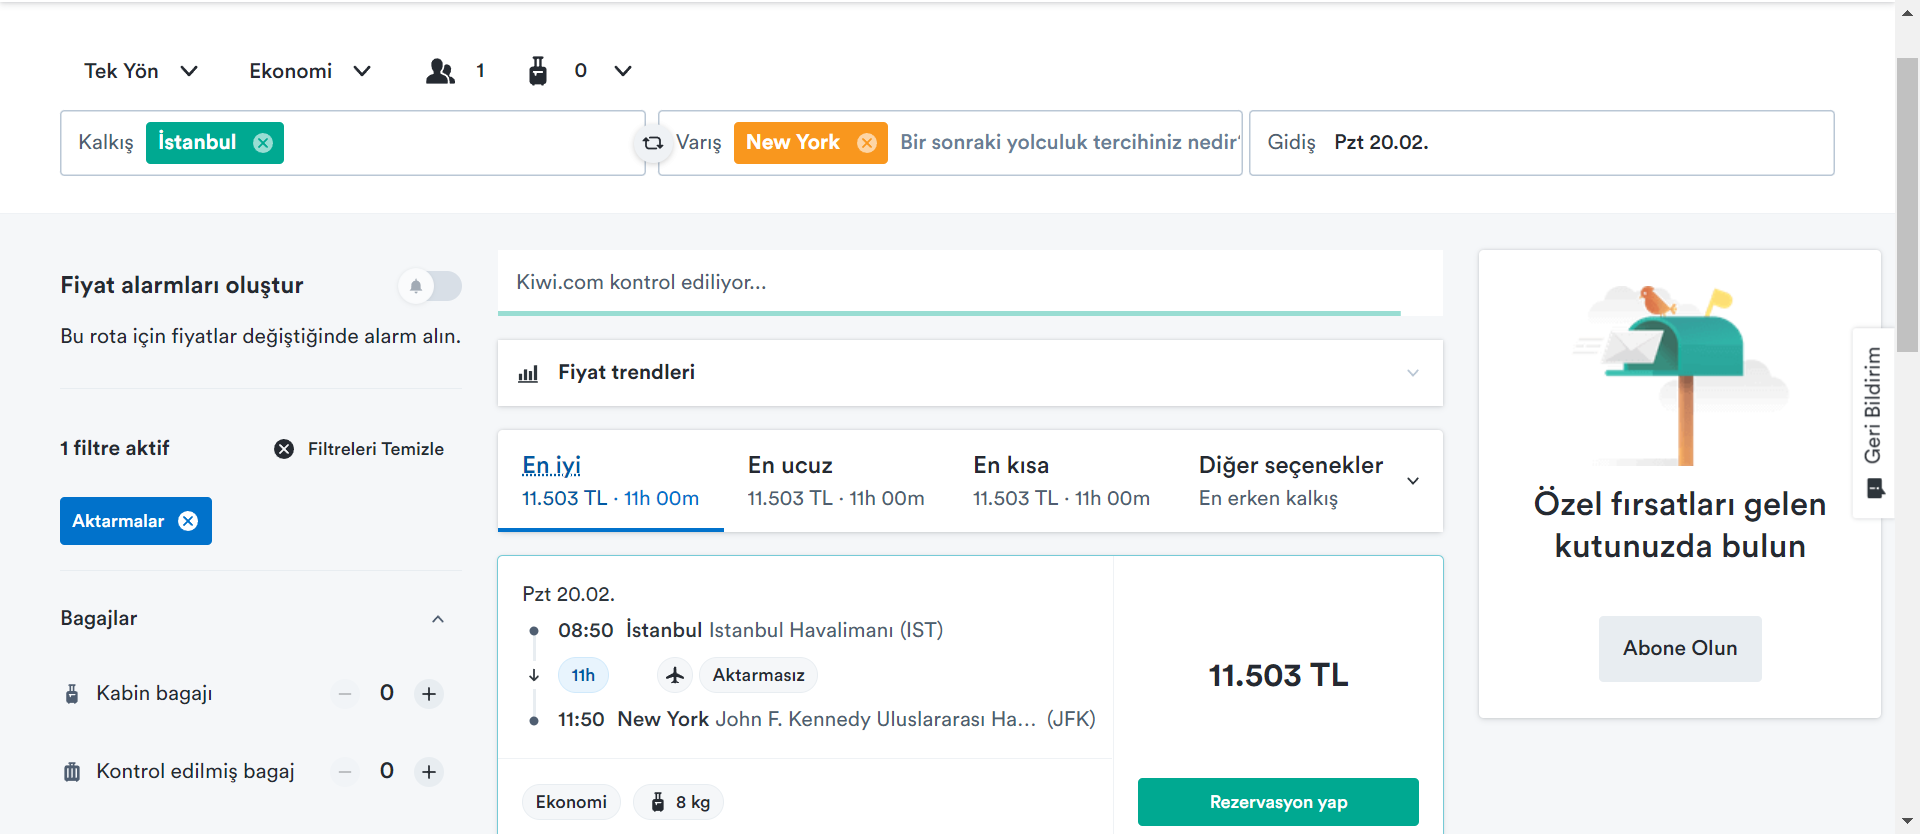 Tek Yön Ekonomi 1 0
Kalkış İstanbul Varış New York Bir sonraki yolculuk tercihiniz nedir? Gidiş Pzt 20.02.
Fiyat alarmları oluştur
Bu rota için fiyatlar değiştiğinde alarm alın.
1 filtre aktif Filtreleri Temizle
Aktarmalar
Bagajlar
Kabin bagajı 0
Kontrol edilmiş bagaj 0
Kiwi.com kontrol ediliyor...
Fiyat trendleri
En iyi En ucuz En kısa Diğer seçenekler
11.503 TL · 11h 00m 11.503 TL · 11h 00m 11.503 TL · 11h 00m En erken kalkış
Pzt 20.02.
08:50 İstanbul Istanbul Havalimanı (IST)
11h Aktarmasız
11:50 New York John F. Kennedy Uluslararası Ha... (JFK)
Ekonomi 8 kg
11.503 TL
Rezervasyon yap
Özel fırsatları gelen
kutunuzda bulun
Abone Olun
Geri Bildirim